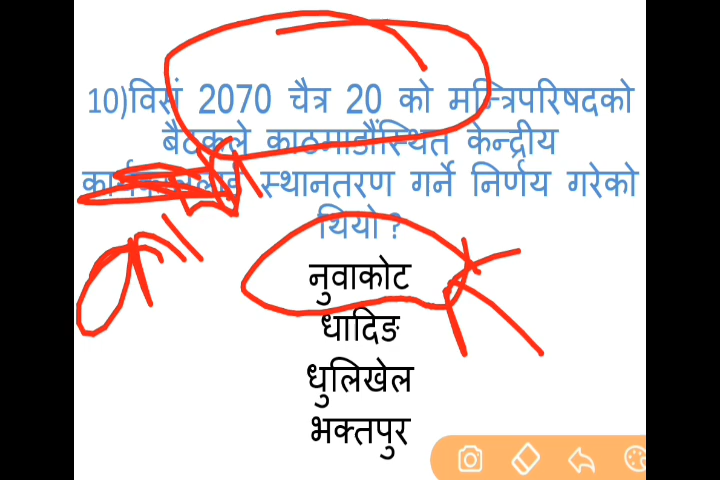 10)विसं 2070 चैत्र 20 को मन्त्रिपरिषदको
बैठकले काठमाडौंस्थित केन्द्रीय
स्थानतरण गर्ने निर्णय गरेको
थियो ?
नुवाकोट
धादिङ
धुलिखेल
भक्तपुर